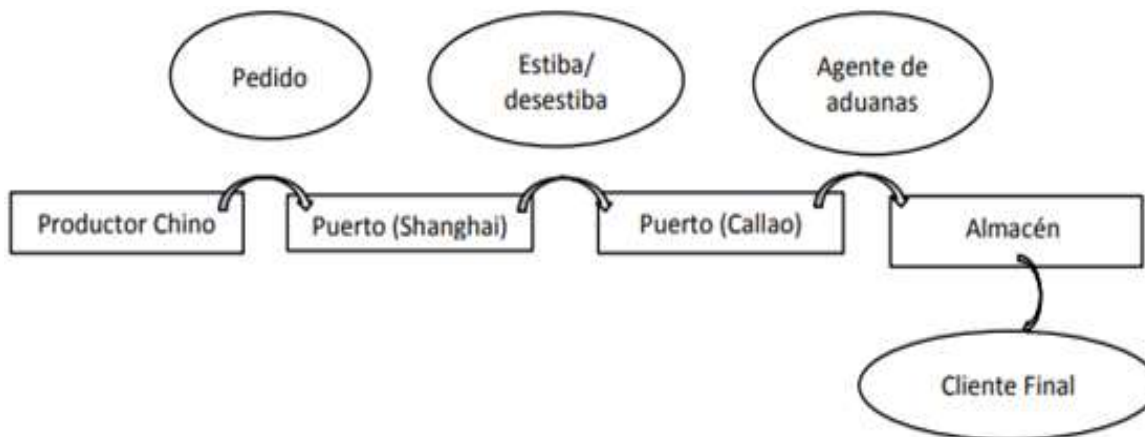 Pedido
Estiba/
desestiba
Agente de
aduanas
Productor Chino
Puerto (Shanghai)
Puerto (Callao)
Almacén
Cliente Final